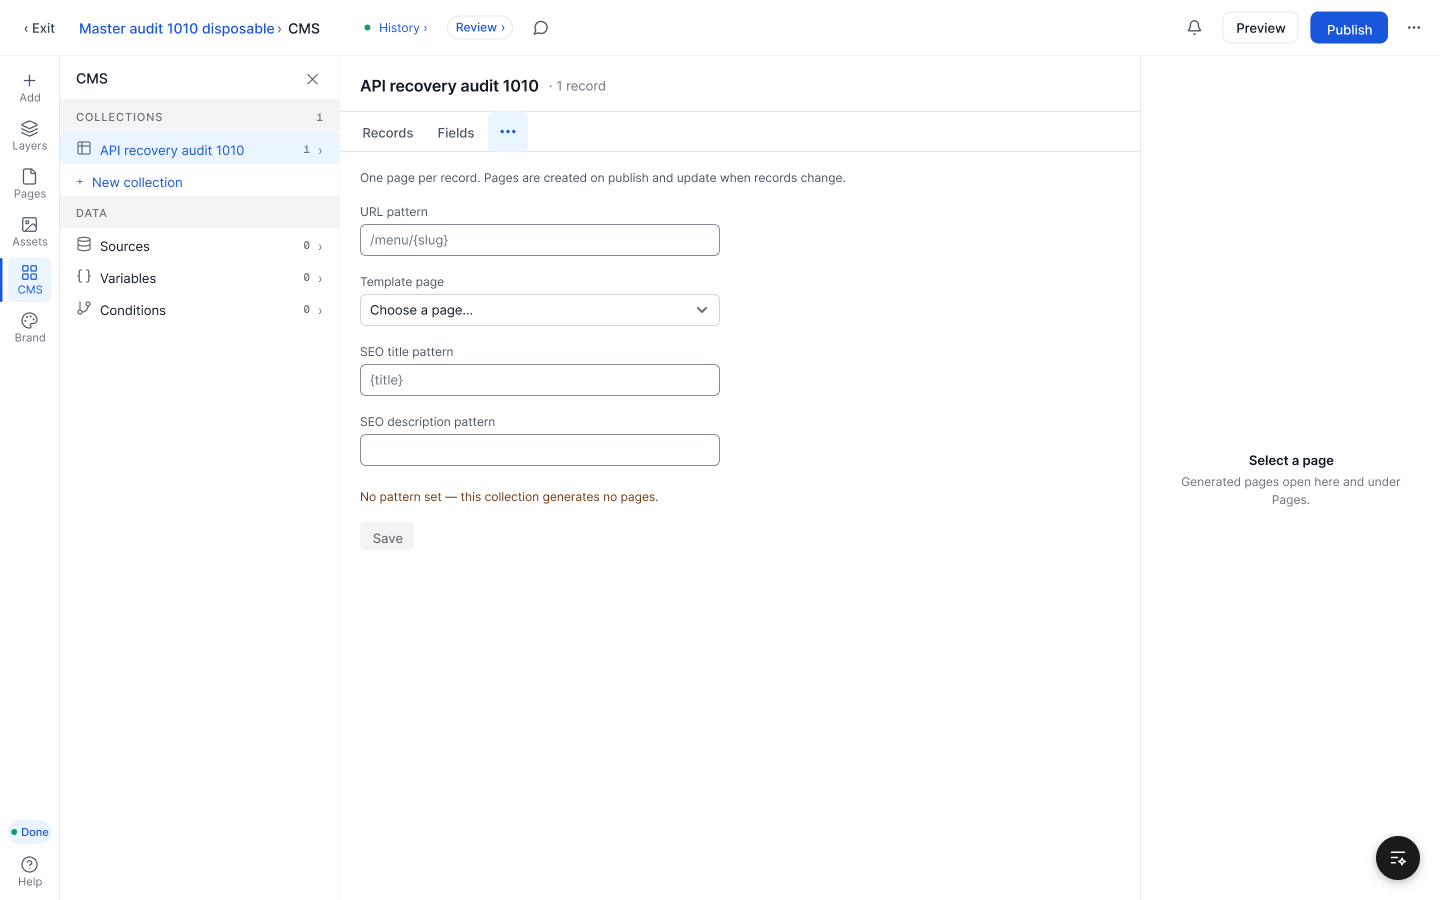 ‹ Exit
Master audit 1010 disposable › CMS
History ›
Review ›
Preview
Publish
Add
Layers
Pages
Assets
CMS
Brand
Done
Help
CMS
COLLECTIONS 1
API recovery audit 1010 1 ›
+ New collection
DATA
Sources 0 ›
Variables 0 ›
Conditions 0 ›
API recovery audit 1010 · 1 record
Records Fields
One page per record. Pages are created on publish and update when records change.
URL pattern
/menu/{slug}
Template page
Choose a page...
SEO title pattern
{title}
SEO description pattern
No pattern set — this collection generates no pages.
Save
Select a page
Generated pages open here and under
Pages.